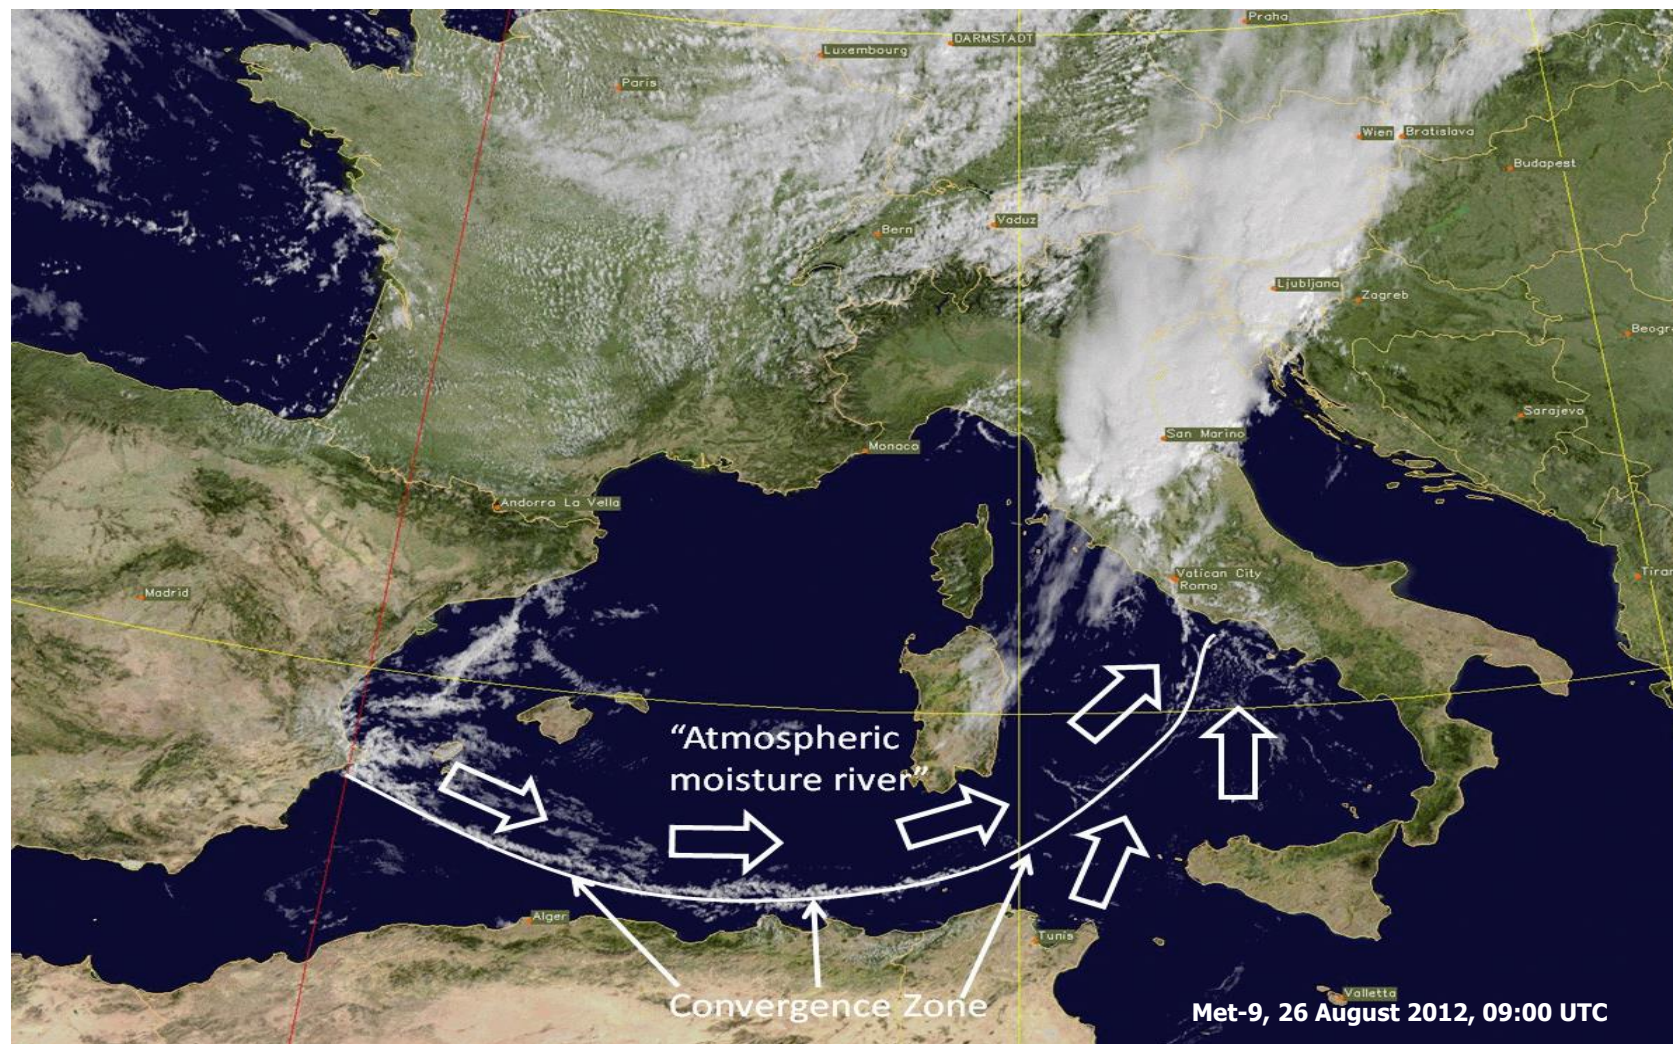 Praha
DARMSTADT
Luxembourg
Paris
Wien
Bratislava
Budapest
Vaduz
Bern
Ljubljana
Zagreb
Beogr
Sarajevo
San Marino
Monaco
Andorra La Vella
Vatican City
Roma
Tiran
Madrid
“Atmospheric
moisture river”
Alger
Tunis
Convergence Zone
Valletta
Met-9, 26 August 2012, 09:00 UTC